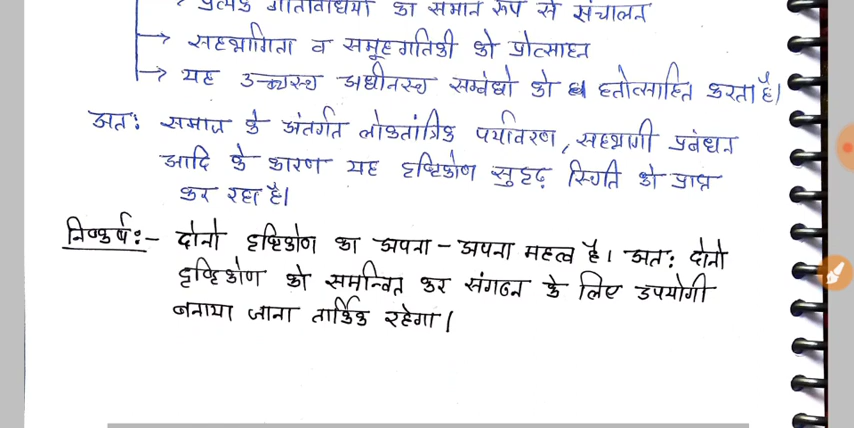 → प्रत्येक गतिविधियों का समान रूप से संचालन
→ सहभागिता व समूहगतिकी को प्रोत्साहन
→ यह उच्चस्थ अधीनस्थ सम्बंधो को हतोत्साहित करता है।
अतः समाज के अंतर्गत लोकतांत्रिक पर्यावरण, सहभागी प्रबंधन
आदि के कारण यह दृष्टिकोण सुदृढ़ स्थिति को प्राप्त
कर रहा है।
निष्कर्ष :- दोनो दृष्टिकोण का अपना-अपना महत्व है। अतः दोनो
दृष्टिकोण को समन्वित कर संगठन के लिए उपयोगी
बनाया जाना तार्किक रहेगा।